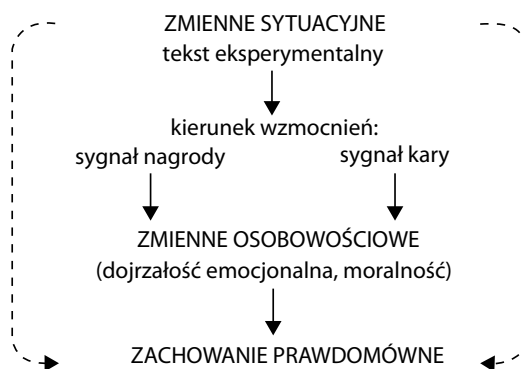 ZMIENNE SYTUACYJNE
tekst eksperymentalny
kierunek wzmocnień:
sygnał nagrody sygnał kary
ZMIENNE OSOBOWOŚCIOWE
(dojrzałość emocjonalna, moralność)
ZACHOWANIE PRAWDOMÓWNE